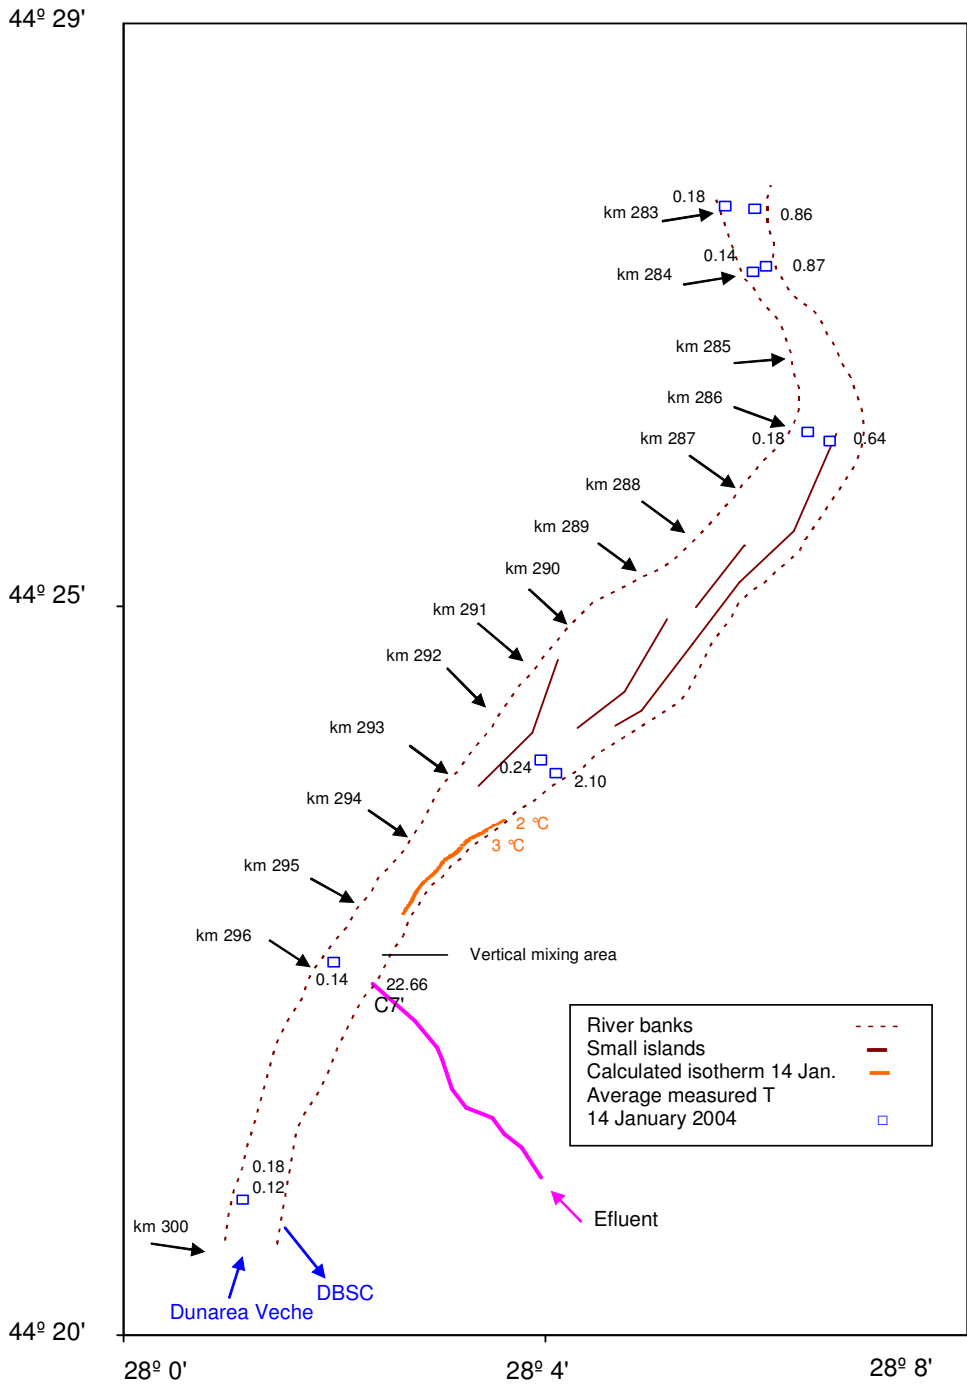 44º 29'
0.18
km 283
0.86
0.14
km 284
0.87
km 285
km 286
0.18
0.64
km 287
km 288
km 289
km 290
44º 25'
km 291
km 292
km 293
0.24
2.10
km 294
2 ºC
3 ºC
km 295
km 296
Vertical mixing area
0.14
22.66
C7'
River banks
Small islands
Calculated isotherm 14 Jan.
Average measured T
14 January 2004
0.18
0.12
km 300
Efluent
DBSC
Dunarea Veche
44º 20'
28º 0'
28º 4'
28º 8'